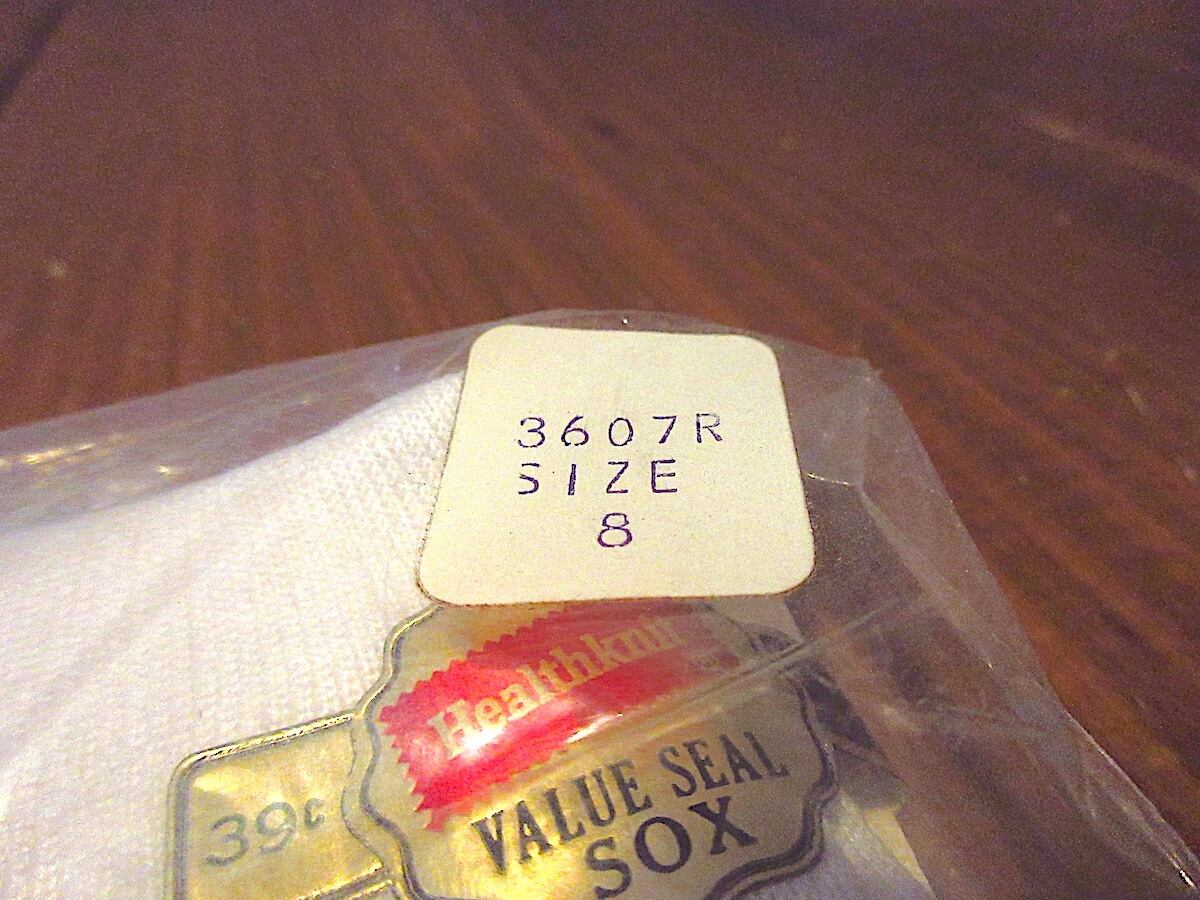 3607R
SIZE
8
Healthknit
VALUE SEAL
SOX
39¢